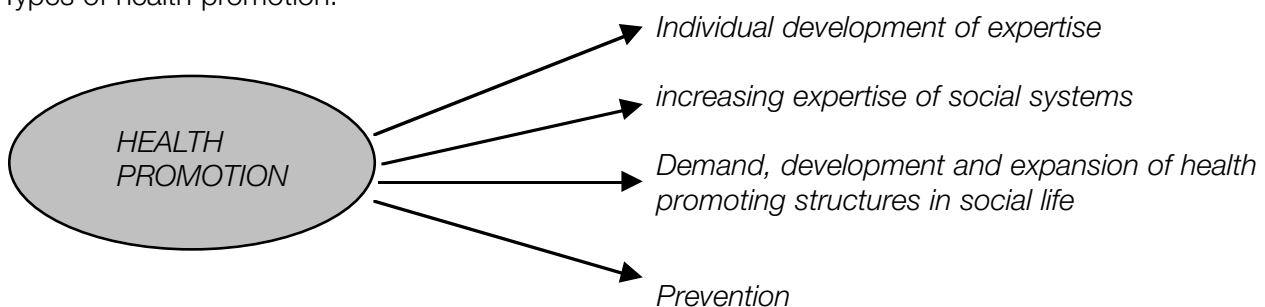 Types of health promotion:
Individual development of expertise
increasing expertise of social systems
HEALTH
PROMOTION
Demand, development and expansion of health
promoting structures in social life
Prevention